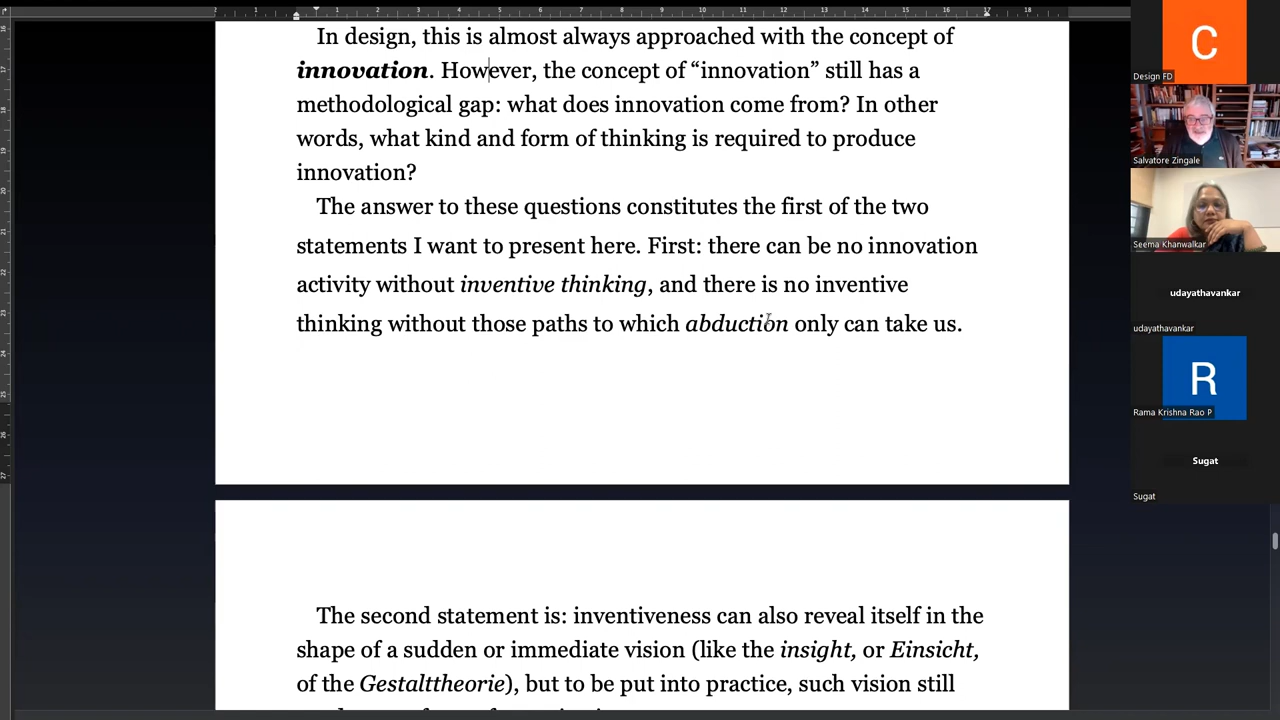 In design, this is almost always approached with the concept of
innovation. However, the concept of “innovation” still has a
methodological gap: what does innovation come from? In other
words, what kind and form of thinking is required to produce
innovation?
The answer to these questions constitutes the first of the two
statements I want to present here. First: there can be no innovation
activity without inventive thinking, and there is no inventive
thinking without those paths to which abduction only can take us.
The second statement is: inventiveness can also reveal itself in the
shape of a sudden or immediate vision (like the insight, or Einsicht,
of the Gestalttheorie), but to be put into practice, such vision still
C
Design FD
Salvatore Zingale
Seema Khanwalkar
udayathavankar
udayathavankar
R
Rama Krishna Rao P
Sugat
Sugat